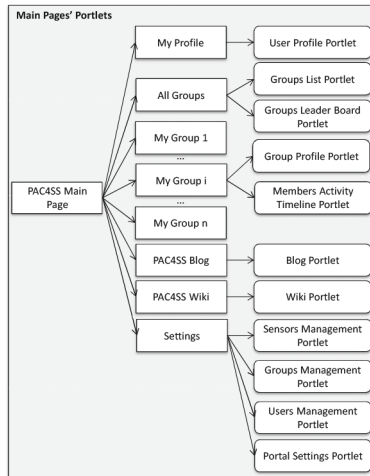 Main Pages' Portlets
My Profile
User Profile Portlet
All Groups
Groups List Portlet
Groups Leader Board
Portlet
My Group 1
...
Group Profile Portlet
PAC4SS Main
Page
My Group i
Members Activity
Timeline Portlet
...
My Group n
PAC4SS Blog
Blog Portlet
PAC4SS Wiki
Wiki Portlet
Settings
Sensors Management
Portlet
Groups Management
Portlet
Users Management
Portlet
Portal Settings Portlet